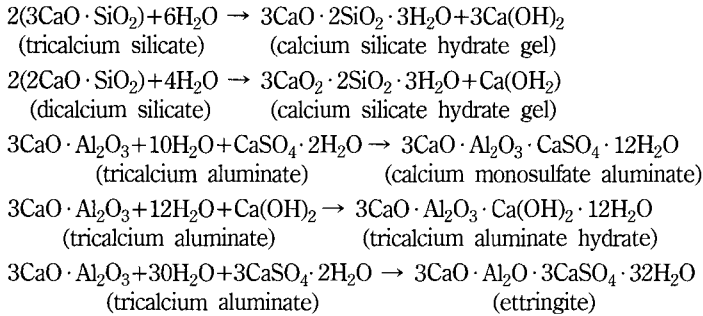 2(3CaO·SiO₂)+6H₂O → 3CaO·2SiO₂·3H₂O+3Ca(OH)₂
(tricalcium silicate) (calcium silicate hydrate gel)
2(2CaO·SiO₂)+4H₂O → 3CaO₂·2SiO₂·3H₂O+Ca(OH₂)
(dicalcium silicate) (calcium silicate hydrate gel)
3CaO·Al₂O₃+10H₂O+CaSO₄·2H₂O → 3CaO·Al₂O₃·CaSO₄·12H₂O
(tricalcium aluminate) (calcium monosulfate aluminate)
3CaO·Al₂O₃+12H₂O+Ca(OH)₂ → 3CaO·Al₂O₃·Ca(OH)₂·12H₂O
(tricalcium aluminate) (tricalcium aluminate hydrate)
3CaO·Al₂O₃+30H₂O+3CaSO₄·2H₂O → 3CaO·Al₂O·3CaSO₄·32H₂O
(tricalcium aluminate) (ettringite)